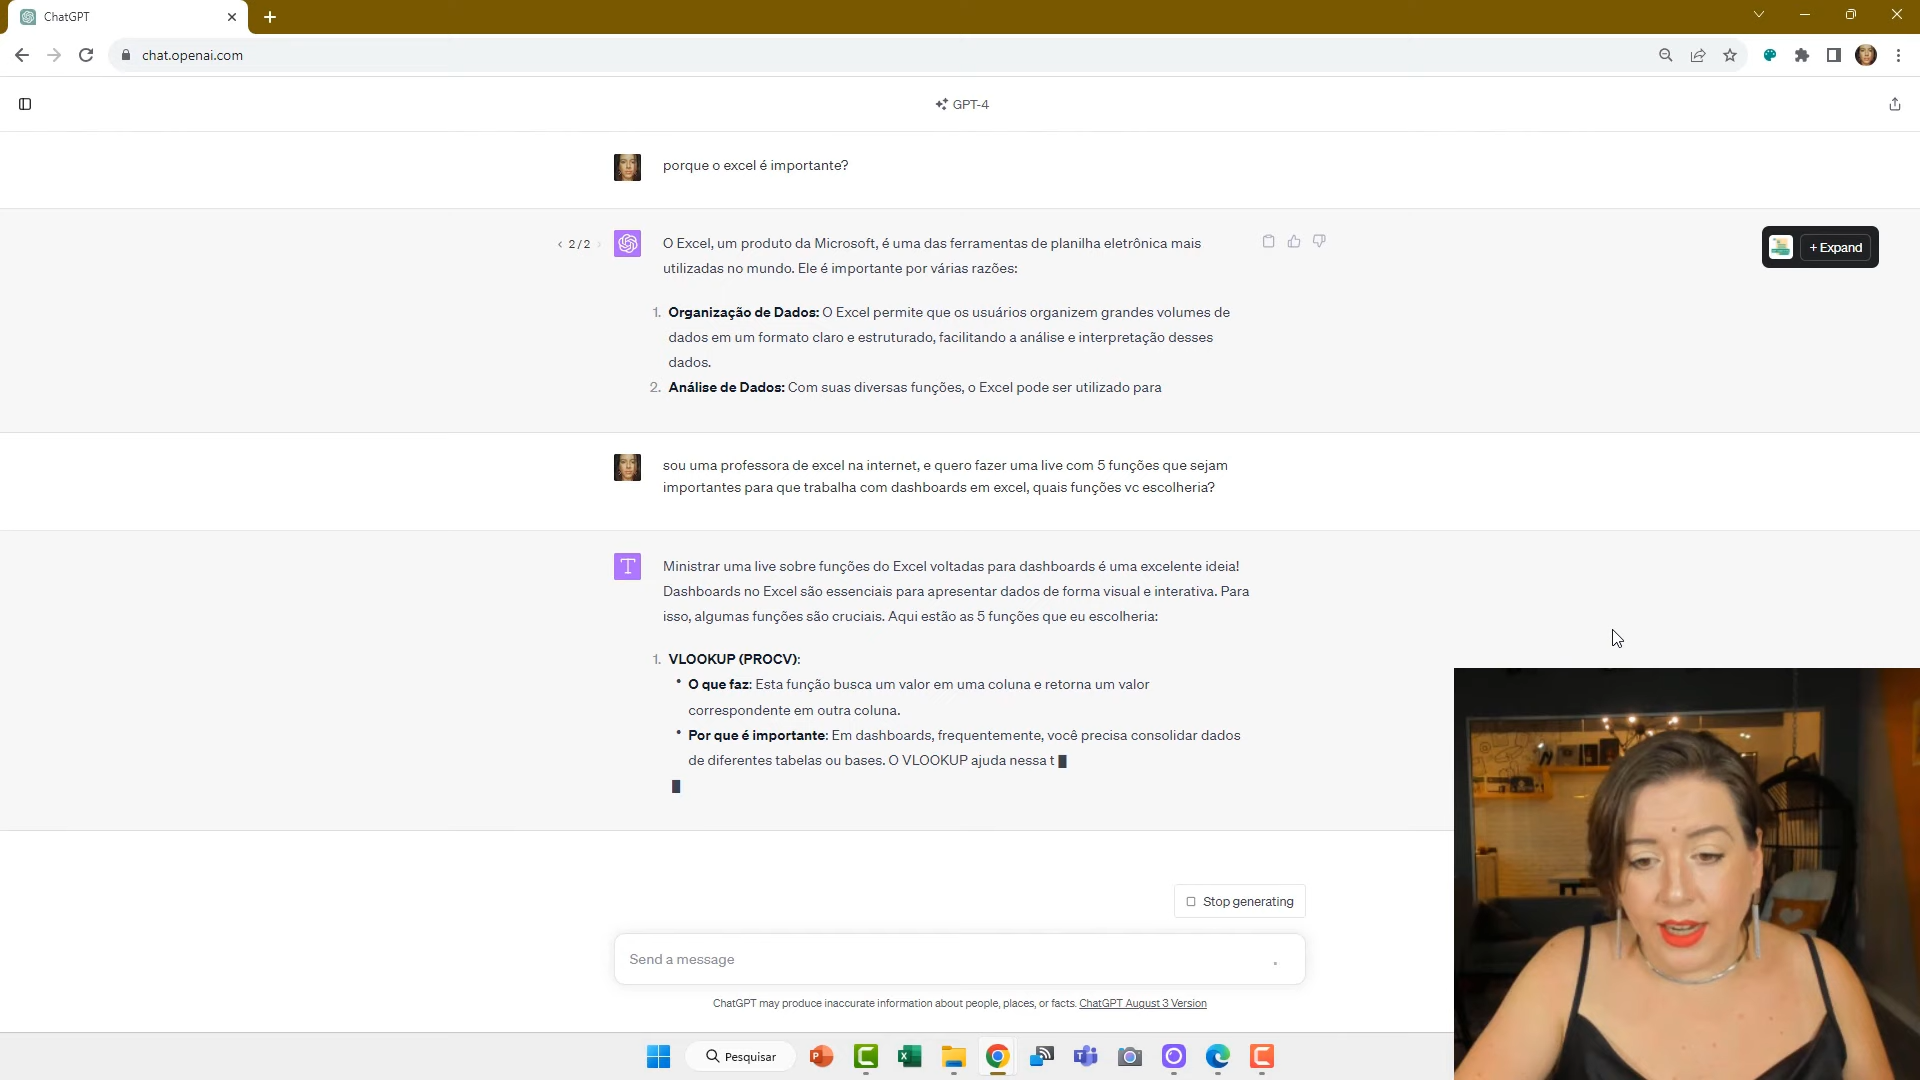 ChatGPT
chat.openai.com
GPT-4
porque o excel é importante?
2/2
O Excel, um produto da Microsoft, é uma das ferramentas de planilha eletrônica mais
utilizadas no mundo. Ele é importante por várias razões:
+ Expand
1. Organização de Dados: O Excel permite que os usuários organizem grandes volumes de
dados em um formato claro e estruturado, facilitando a análise e interpretação desses
dados.
2. Análise de Dados: Com suas diversas funções, o Excel pode ser utilizado para
sou uma professora de excel na internet, e quero fazer uma live com 5 funções que sejam
importantes para que trabalha com dashboards em excel, quais funções vc escolheria?
T
Ministrar uma live sobre funções do Excel voltadas para dashboards é uma excelente ideia!
Dashboards no Excel são essenciais para apresentar dados de forma visual e interativa. Para
isso, algumas funções são cruciais. Aqui estão as 5 funções que eu escolheria:
1. VLOOKUP (PROCV):
• O que faz: Esta função busca um valor em uma coluna e retorna um valor
correspondente em outra coluna.
• Por que é importante: Em dashboards, frequentemente, você precisa consolidar dados
de diferentes tabelas ou bases. O VLOOKUP ajuda nessa t
Stop generating
Send a message
ChatGPT may produce inaccurate information about people, places, or facts. ChatGPT August 3 Version
Pesquisar